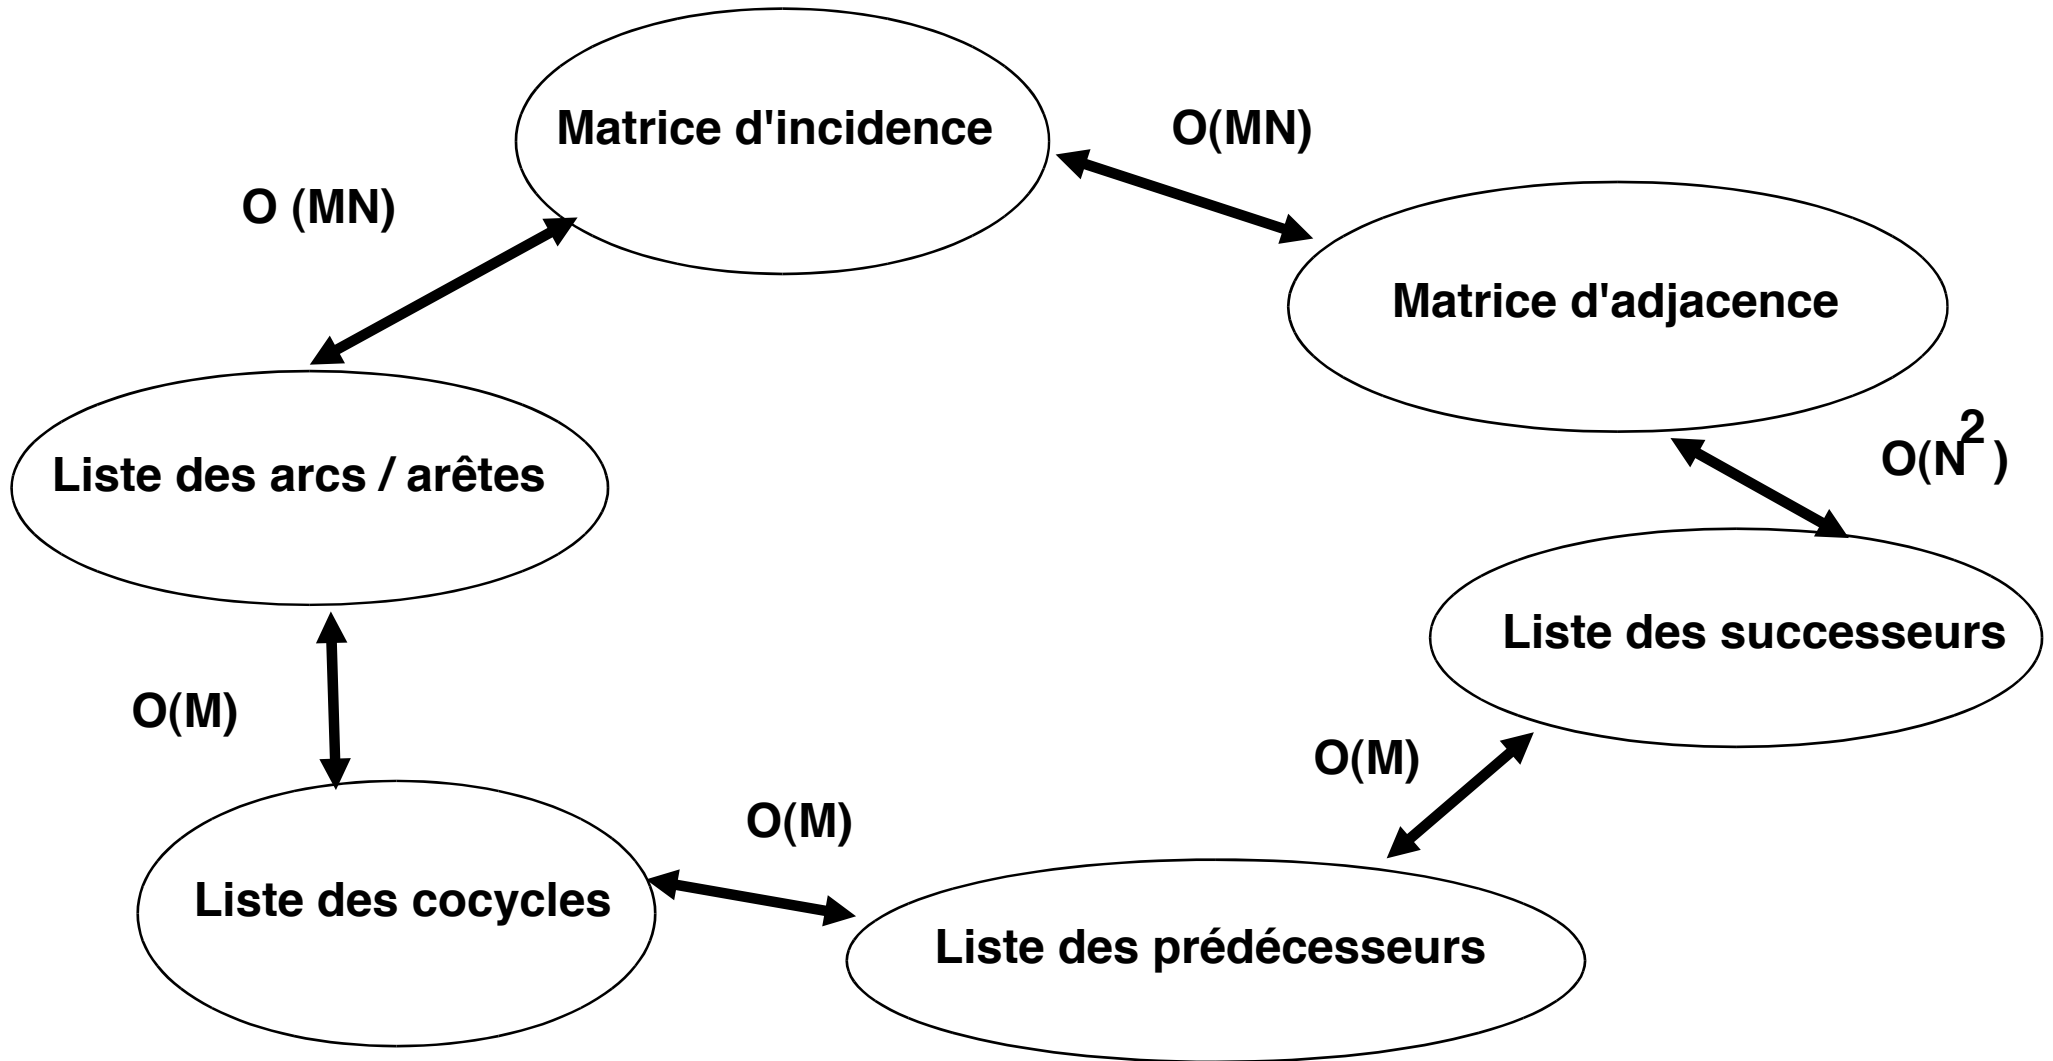 Matrice d'incidence
O(MN)
O (MN)
Matrice d'adjacence
O(N²)
Liste des arcs / arêtes
Liste des successeurs
O(M)
O(M)
O(M)
Liste des cocycles
Liste des prédécesseurs